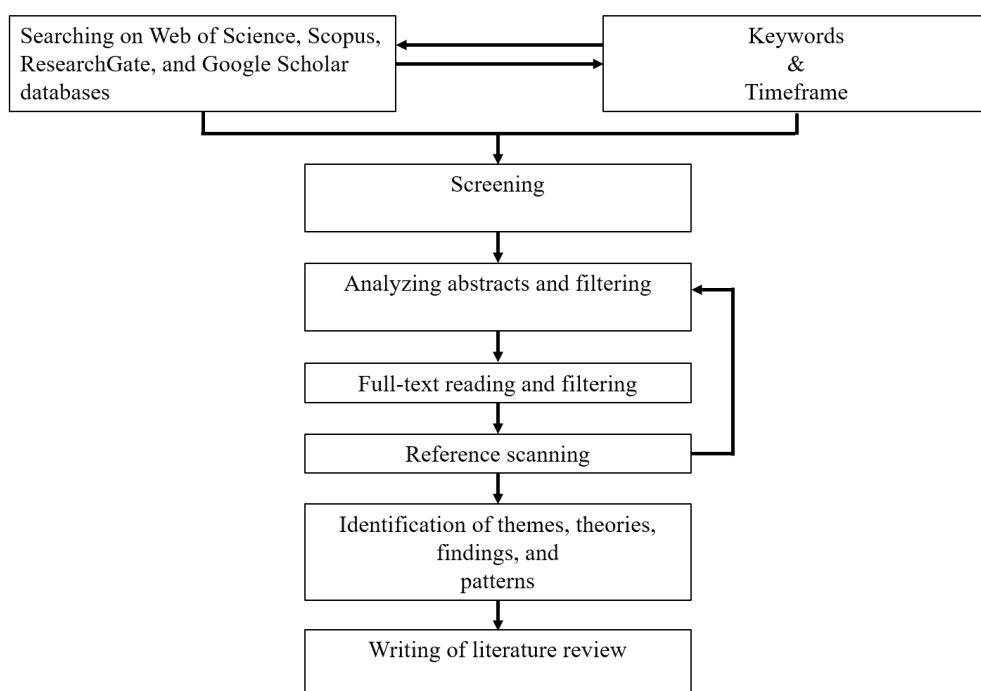 Searching on Web of Science, Scopus,
ResearchGate, and Google Scholar
databases
Keywords
&
Timeframe
Screening
Analyzing abstracts and filtering
Full-text reading and filtering
Reference scanning
Identification of themes, theories,
findings, and
patterns
Writing of literature review